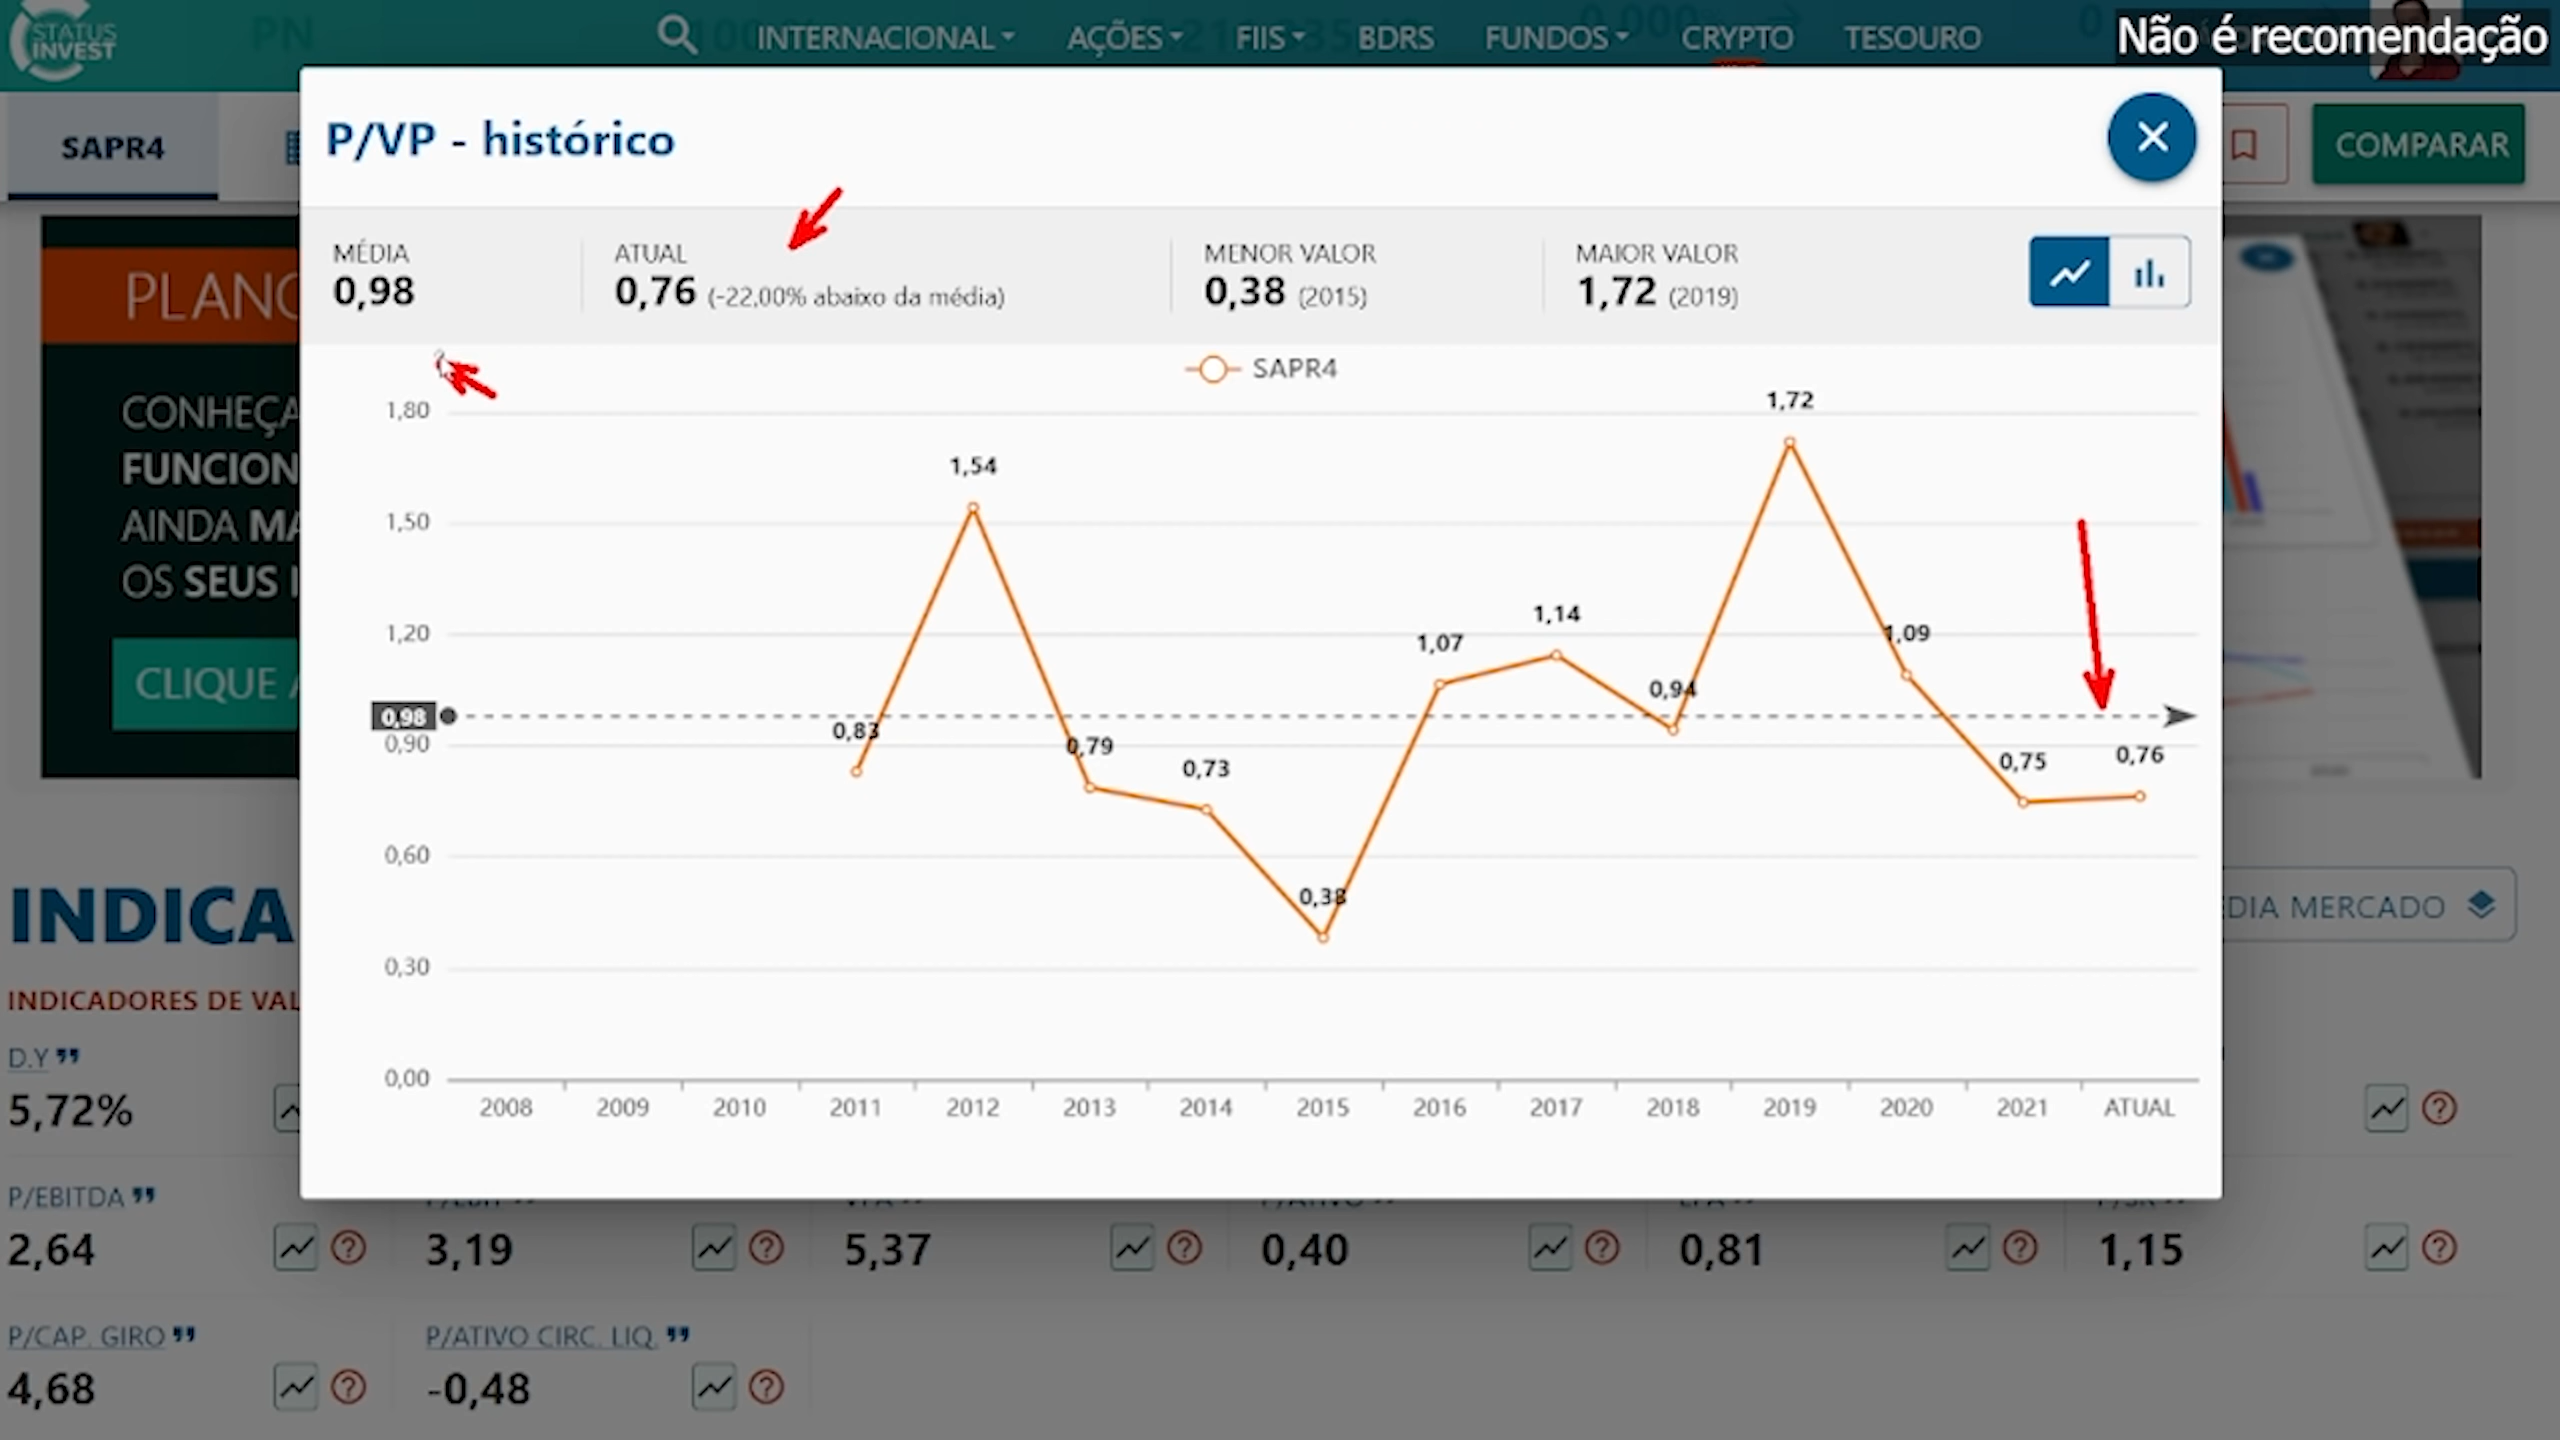 STATUS
INVEST
PN
INTERNACIONAL
AÇÕES
FIIS
BDRS
FUNDOS
CRYPTO
TESOURO
Não é recomendação
SAPR4
COMPARAR
P/VP - histórico
MÉDIA
0,98
ATUAL
0,76 (-22,00% abaixo da média)
MENOR VALOR
0,38 (2015)
MAIOR VALOR
1,72 (2019)
SAPR4
1,80
1,50
1,20
0,98
0,90
0,60
0,30
0,00
0,83
1,54
0,79
0,73
0,38
1,07
1,14
0,94
1,72
1,09
0,75
0,76
2008 2009 2010 2011 2012 2013 2014 2015 2016 2017 2018 2019 2020 2021 ATUAL
CONHEÇA
AINDA
OS SEUS
CLIQUE
MERCADO
INDICADORES DE
D.Y
5,72%
P/EBITDA
2,64
3,19
5,37
0,40
0,81
1,15
P/CAP. GIRO
4,68
P/ATIVO CIRC. LIQ.
-0,48